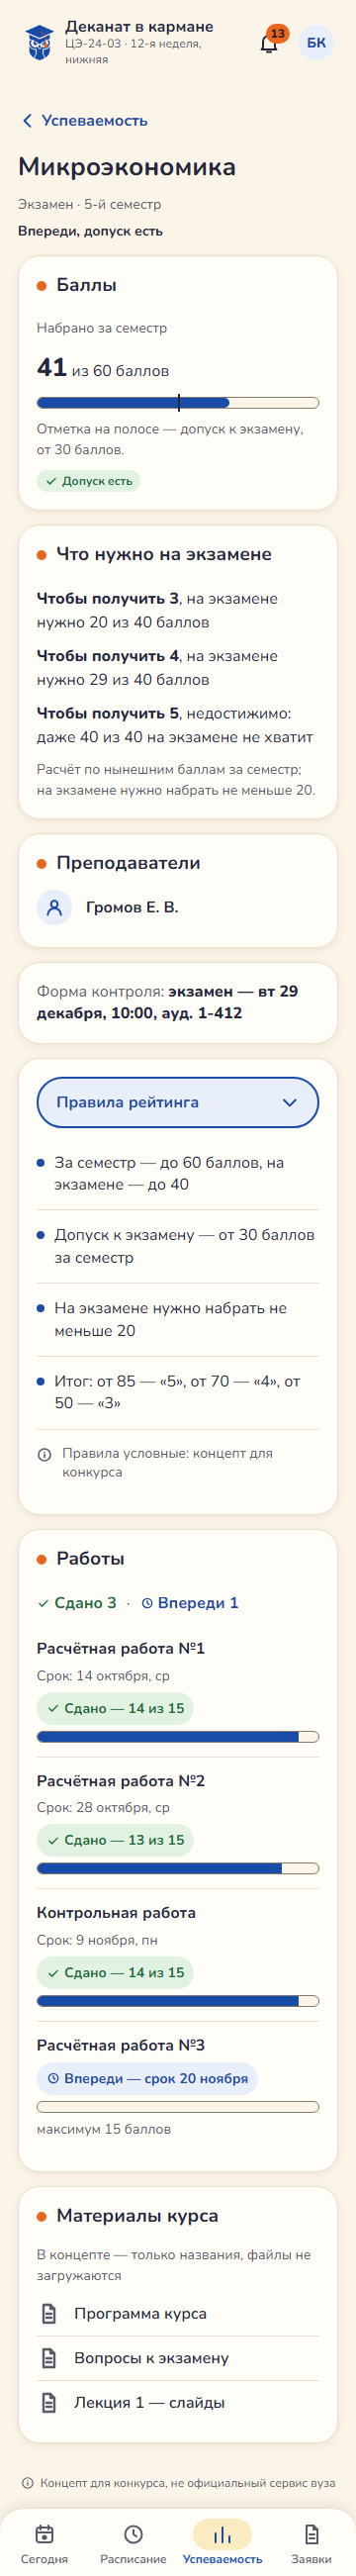 Деканат в кармане
ЦЭ-24-03 · 12-я неделя,
нижняя
13
БК
Успеваемость
Микроэкономика
Экзамен · 5-й семестр
Впереди, допуск есть
Баллы
Набрано за семестр
41 из 60 баллов
Отметка на полосе — допуск к экзамену,
от 30 баллов.
Допуск есть
Что нужно на экзамене
Чтобы получить 3, на экзамене
нужно 20 из 40 баллов
Чтобы получить 4, на экзамене
нужно 29 из 40 баллов
Чтобы получить 5, недостижимо:
даже 40 из 40 на экзамене не хватит
Расчёт по нынешним баллам за семестр;
на экзамене нужно набрать не меньше 20.
Преподаватели
Громов Е. В.
Форма контроля: экзамен — вт 29
декабря, 10:00, ауд. 1-412
Правила рейтинга
За семестр — до 60 баллов, на
экзамене — до 40
Допуск к экзамену — от 30 баллов
за семестр
На экзамене нужно набрать не
меньше 20
Итог: от 85 — «5», от 70 — «4», от
50 — «3»
Правила условные: концепт для
конкурса
Работы
Сдано 3 · Впереди 1
Расчётная работа №1
Срок: 14 октября, ср
Сдано — 14 из 15
Расчётная работа №2
Срок: 28 октября, ср
Сдано — 13 из 15
Контрольная работа
Срок: 9 ноября, пн
Сдано — 14 из 15
Расчётная работа №3
Впереди — срок 20 ноября
максимум 15 баллов
Материалы курса
В концепте — только названия, файлы не
загружаются
Программа курса
Вопросы к экзамену
Лекция 1 — слайды
Концепт для конкурса, не официальный сервис вуза
Сегодня
Расписание
Успеваемость
Заявки